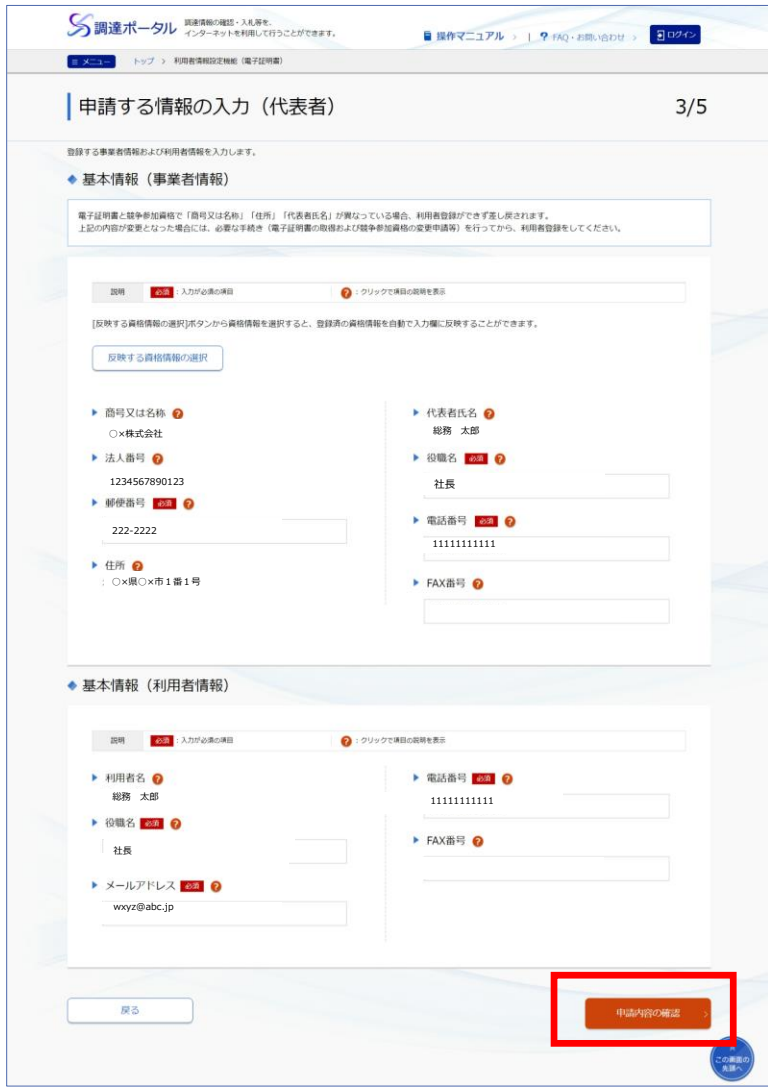 調達ポータル
調達情報の確認・入札等を、
インターネットを利用して行うことができます。
操作マニュアル > | ? FAQ・お問い合わせ >
ログイン
≡ メニュー トップ > 利用者情報設定機能（電子証明書）
申請する情報の入力（代表者） 3/5
登録する事業者情報および利用者情報を入力します。
基本情報（事業者情報）
電子証明書と競争参加資格で「商号又は名称」「住所」「代表者氏名」が異なっている場合、利用者登録ができず差し戻されます。
上記の内容が変更となった場合には、必要な手続き（電子証明書の取得および競争参加資格の変更申請等）を行ってから、利用者登録をしてください。
説明 必須 : 入力が必須の項目 ? : クリックで項目の説明を表示
[反映する資格情報の選択]ボタンから資格情報を選択すると、登録済の資格情報を自動で入力欄に反映することができます。
反映する資格情報の選択
商号又は名称 ?
○×株式会社
法人番号 ?
1234567890123
郵便番号 必須 ?
222-2222
住所 ?
: ○×県○×市１番１号
代表者氏名 ?
総務 太郎
役職名 必須 ?
社長
電話番号 必須 ?
11111111111
FAX番号 ?
基本情報（利用者情報）
説明 必須 : 入力が必須の項目 ? : クリックで項目の説明を表示
利用者名 ?
総務 太郎
役職名 必須 ?
社長
メールアドレス 必須 ?
wxyz@abc.jp
電話番号 必須 ?
11111111111
FAX番号 ?
戻る
申請内容の確認 >
この画面の
先頭へ